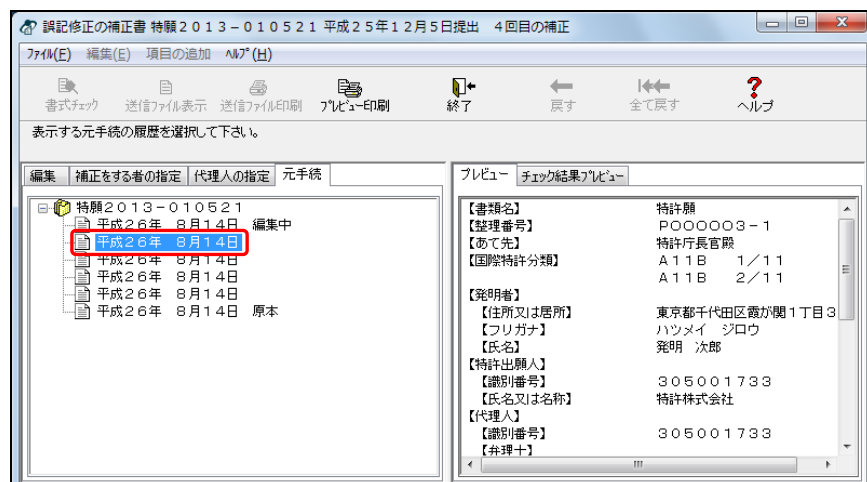 誤記修正の補正書 特願２０１３－０１０５２１ 平成２５年１２月５日提出　４回目の補正
ﾌｧｲﾙ(F)　編集(E)　項目の追加　ﾍﾙﾌﾟ(H)
書式ﾁｪｯｸ　送信ﾌｧｲﾙ表示　送信ﾌｧｲﾙ印刷　ﾌﾟﾚﾋﾞｭｰ印刷　終了　戻す　全て戻す　ヘルプ
表示する元手続の履歴を選択して下さい。
編集　補正をする者の指定　代理人の指定　元手続
特願２０１３－０１０５２１
平成２６年　８月１４日　編集中
平成２６年　８月１４日
平成２６年　８月１４日
平成２６年　８月１４日
平成２６年　８月１４日　原本
プレビュー　ﾁｪｯｸ結果ﾌﾟﾚﾋﾞｭｰ
【書類名】　特許願
【整理番号】　Ｐ０００００３－１
【あて先】　特許庁長官殿
【国際特許分類】　Ａ１１Ｂ　１／１１
Ａ１１Ｂ　２／１１
【発明者】
【住所又は居所】　東京都千代田区霞が関１丁目３
【フリガナ】　ハツメイ　ジロウ
【氏名】　発明　次郎
【特許出願人】
【識別番号】　３０５００１７３３
【氏名又は名称】　特許株式会社
【代理人】
【識別番号】　３０５００１７３３
【弁理士】